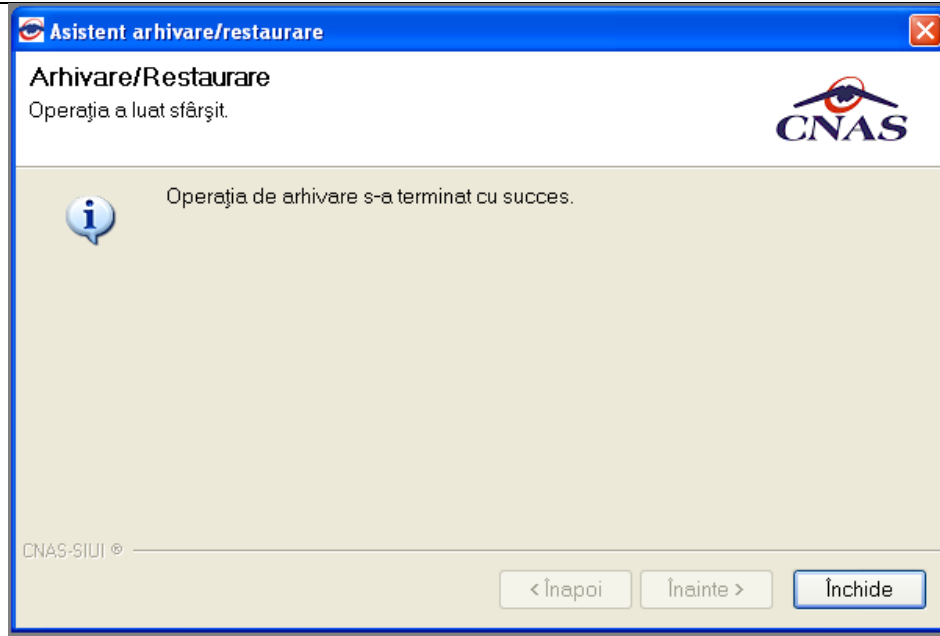 Asistent arhivare/restaurare
Arhivare/Restaurare
Operaţia a luat sfârşit.
CNAS
Operaţia de arhivare s-a terminat cu succes.
CNAS-SIUI ®
< Înapoi
Înainte >
Închide